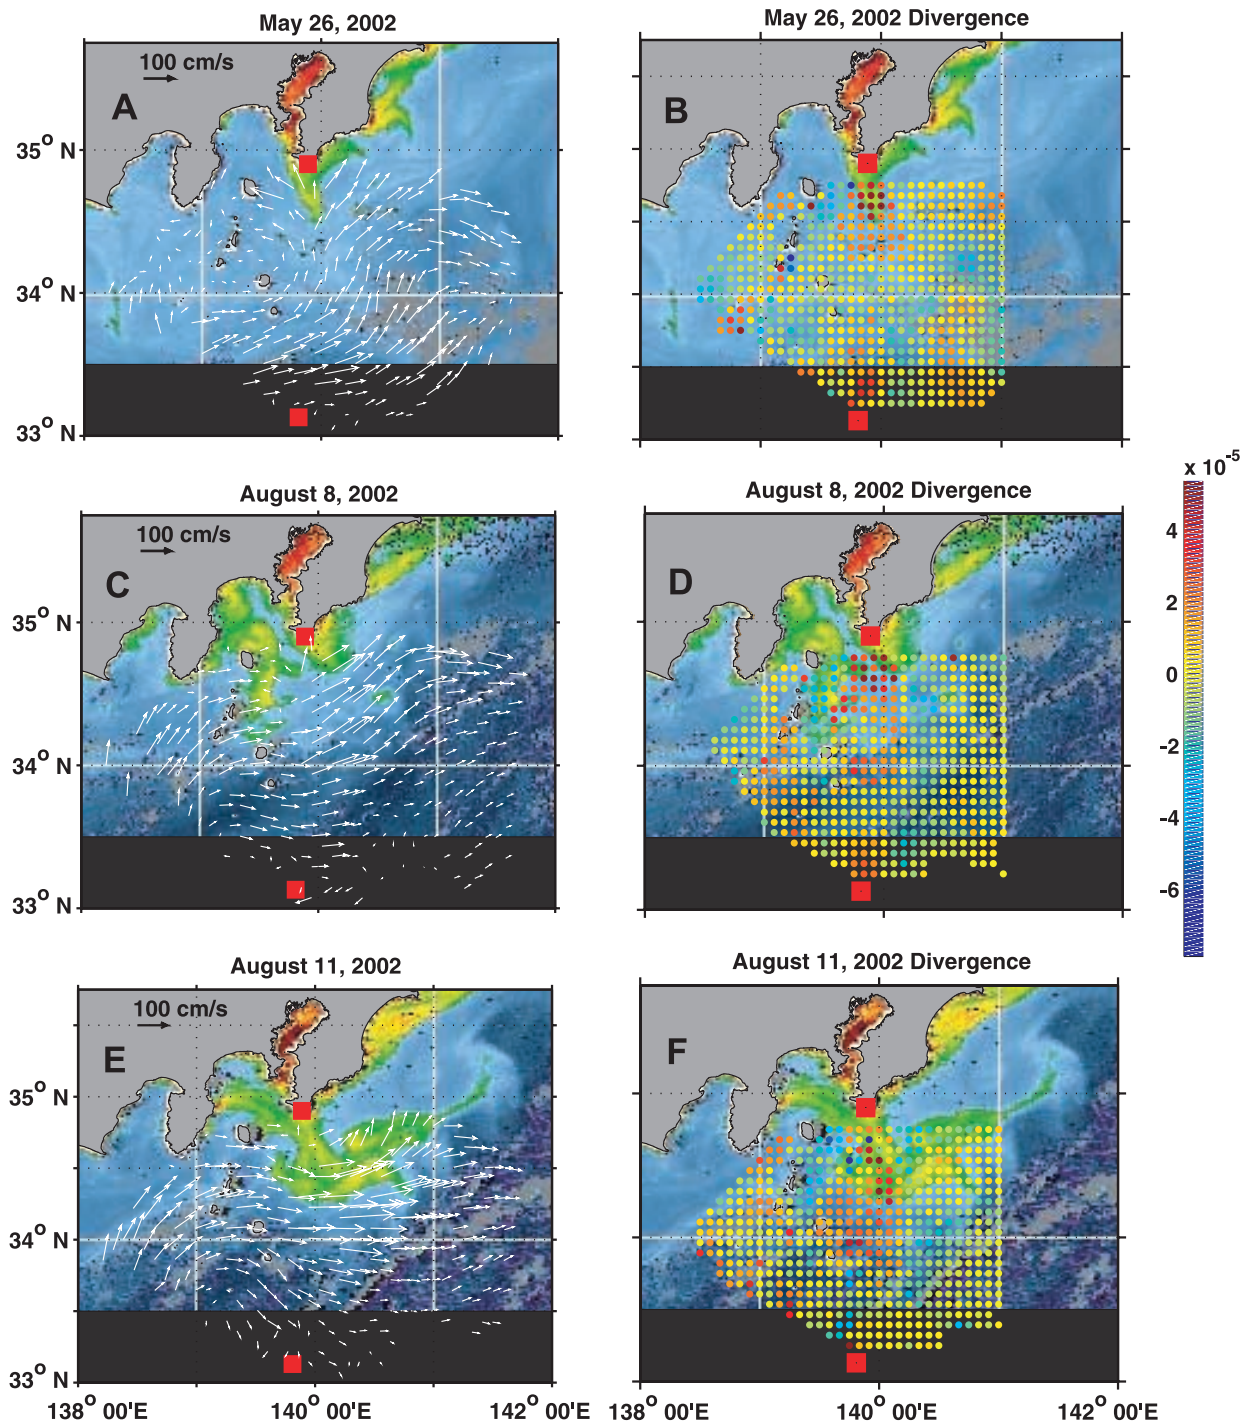 May 26, 2002
May 26, 2002 Divergence
100 cm/s
A
B
35° N
34° N
33° N
August 8, 2002
August 8, 2002 Divergence
100 cm/s
C
D
35° N
34° N
33° N
x 10-5
4
2
0
-2
-4
-6
August 11, 2002
August 11, 2002 Divergence
100 cm/s
E
F
35° N
34° N
33° N
138° 00'E 140° 00'E 142° 00'E 138° 00'E 140° 00'E 142° 00'E